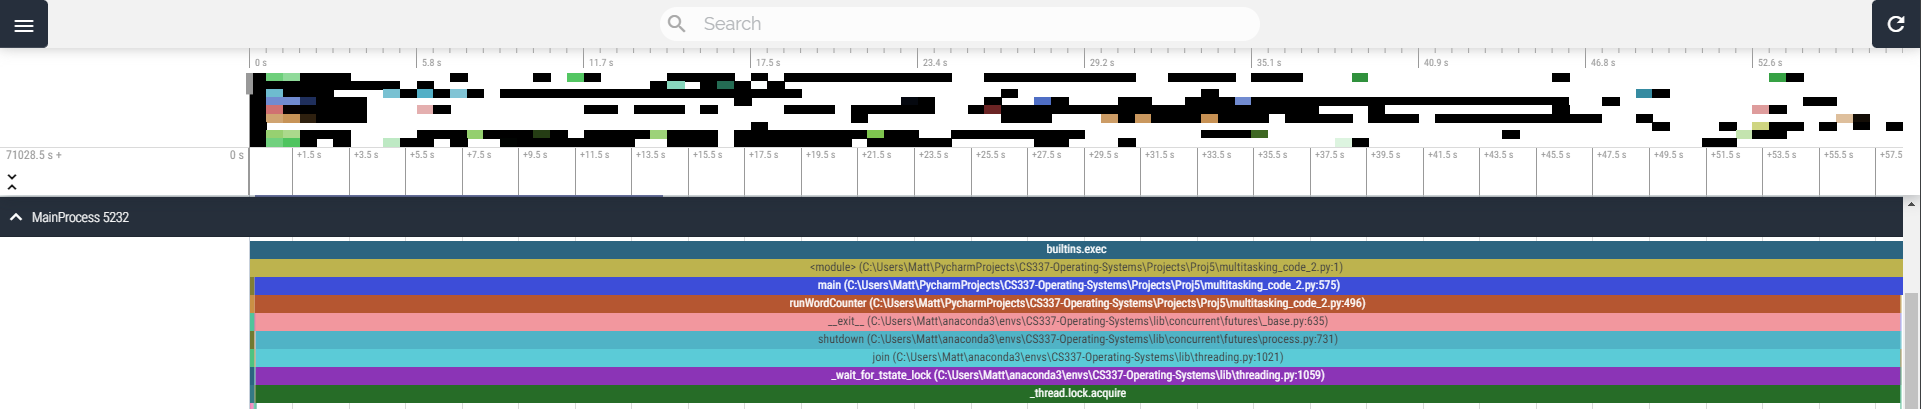 Search
0 s 5.8 s 11.7 s 17.5 s 23.4 s 29.2 s 35.1 s 40.9 s 46.8 s 52.6 s
71028.5 s + 0 s +1.5 s +3.5 s +5.5 s +7.5 s +9.5 s +11.5 s +13.5 s +15.5 s +17.5 s +19.5 s +21.5 s +23.5 s +25.5 s +27.5 s +29.5 s +31.5 s +33.5 s +35.5 s +37.5 s +39.5 s +41.5 s +43.5 s +45.5 s +47.5 s +49.5 s +51.5 s +53.5 s +55.5 s +57.5
MainProcess 5232
builtins.exec
<module> (C:\Users\Matt\PycharmProjects\CS337-Operating-Systems\Projects\Proj5\multitasking_code_2.py:1)
main (C:\Users\Matt\PycharmProjects\CS337-Operating-Systems\Projects\Proj5\multitasking_code_2.py:575)
runWordCounter (C:\Users\Matt\PycharmProjects\CS337-Operating-Systems\Projects\Proj5\multitasking_code_2.py:496)
__exit__ (C:\Users\Matt\anaconda3\envs\CS337-Operating-Systems\lib\concurrent\futures\_base.py:635)
shutdown (C:\Users\Matt\anaconda3\envs\CS337-Operating-Systems\lib\concurrent\futures\process.py:731)
join (C:\Users\Matt\anaconda3\envs\CS337-Operating-Systems\lib\threading.py:1021)
_wait_for_tstate_lock (C:\Users\Matt\anaconda3\envs\CS337-Operating-Systems\lib\threading.py:1059)
_thread.lock.acquire